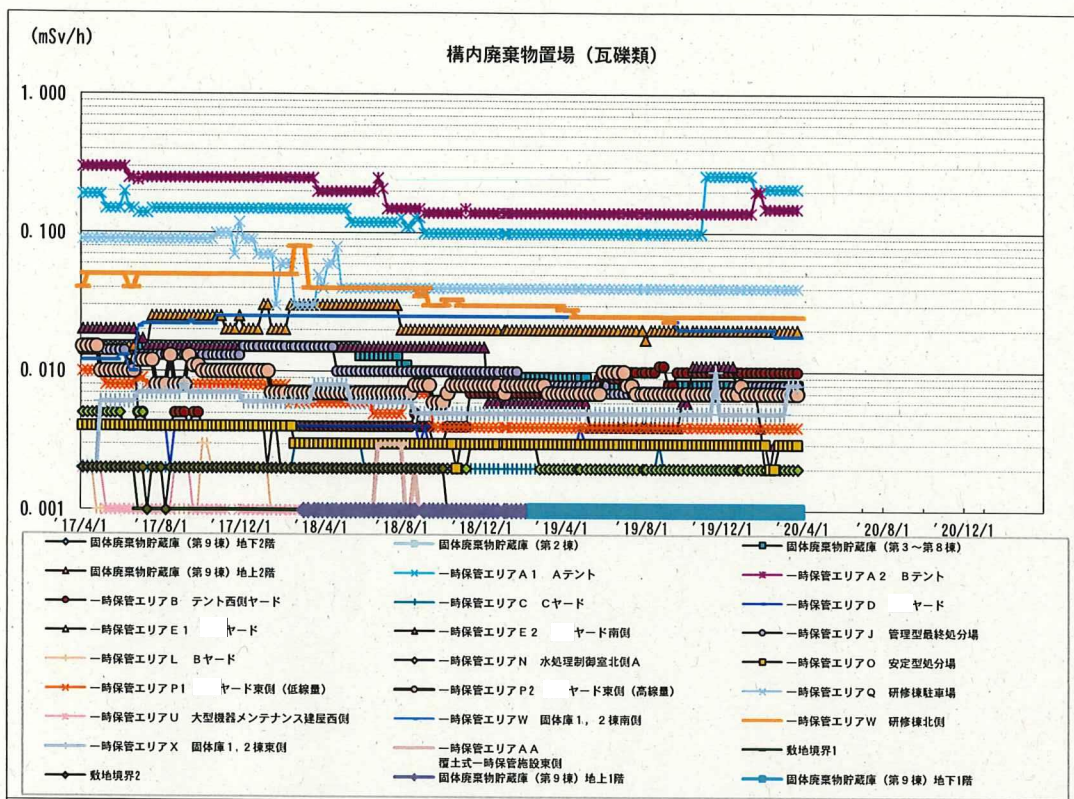 (mSv/h)
構内廃棄物置場（瓦礫類）
1.000
0.100
0.010
0.001
'17/4/1 '17/8/1 '17/12/1 '18/4/1 '18/8/1 '18/12/1 '19/4/1 '19/8/1 '19/12/1 '20/4/1 '20/8/1 '20/12/1
固体廃棄物貯蔵庫（第9棟）地下2階 固体廃棄物貯蔵庫（第2棟） 固体廃棄物貯蔵庫（第3～第8棟）
固体廃棄物貯蔵庫（第9棟）地上2階 一時保管エリアA1 Aテント 一時保管エリアA2 Bテント
一時保管エリアB テント西側ヤード 一時保管エリアC Cヤード 一時保管エリアD ヤード
一時保管エリアE1 ヤード 一時保管エリアE2 ヤード南側 一時保管エリアJ 管理型最終処分場
一時保管エリアL Bヤード 一時保管エリアN 水処理制御室北側A 一時保管エリアO 安定型処分場
一時保管エリアP1 ヤード東側（低線量） 一時保管エリアP2 ヤード東側（高線量） 一時保管エリアQ 研修棟駐車場
一時保管エリアU 大型機器メンテナンス建屋西側 一時保管エリアW 固体庫1，2棟南側 一時保管エリアW 研修棟北側
一時保管エリアX 固体庫1，2棟東側 一時保管エリアAA 敷地境界1
覆土式一時保管施設東側
敷地境界2 固体廃棄物貯蔵庫（第9棟）地上1階 固体廃棄物貯蔵庫（第9棟）地下1階